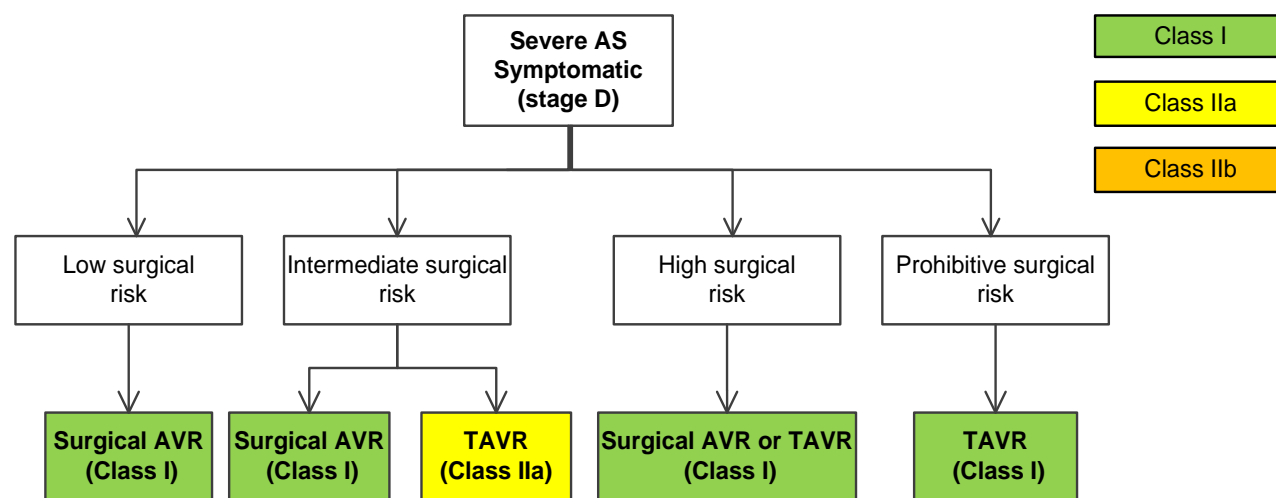 Severe AS
Symptomatic
(stage D)
Class I
Class IIa
Class IIb
Low surgical
risk
Intermediate surgical
risk
High surgical
risk
Prohibitive surgical
risk
Surgical AVR
(Class I)
Surgical AVR
(Class I)
TAVR
(Class IIa)
Surgical AVR or TAVR
(Class I)
TAVR
(Class I)